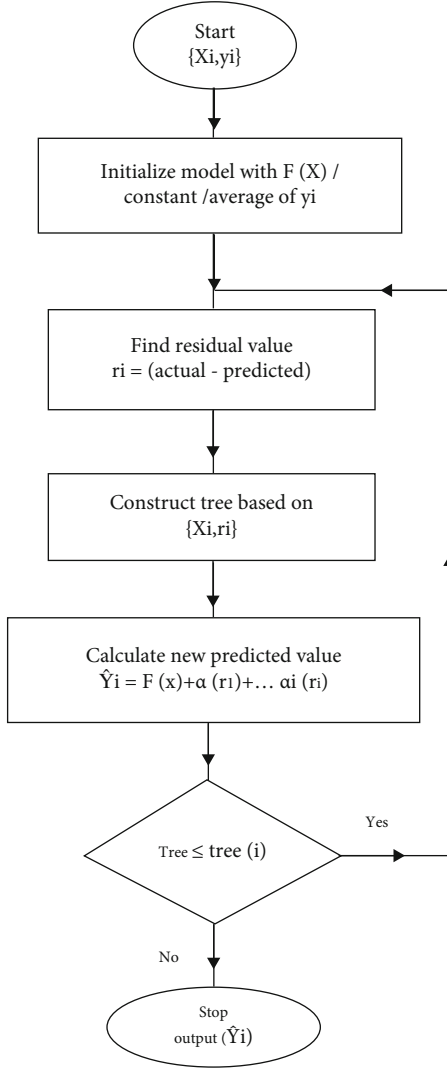 Start
{Xi,yi}
Initialize model with F (X) /
constant /average of yi
Find residual value
ri = (actual - predicted)
Construct tree based on
{Xi,ri}
Calculate new predicted value
Ŷi = F (x)+α (r1)+… αi (ri)
Tree ≤ tree (i)
Yes
No
Stop
output (Ŷi)